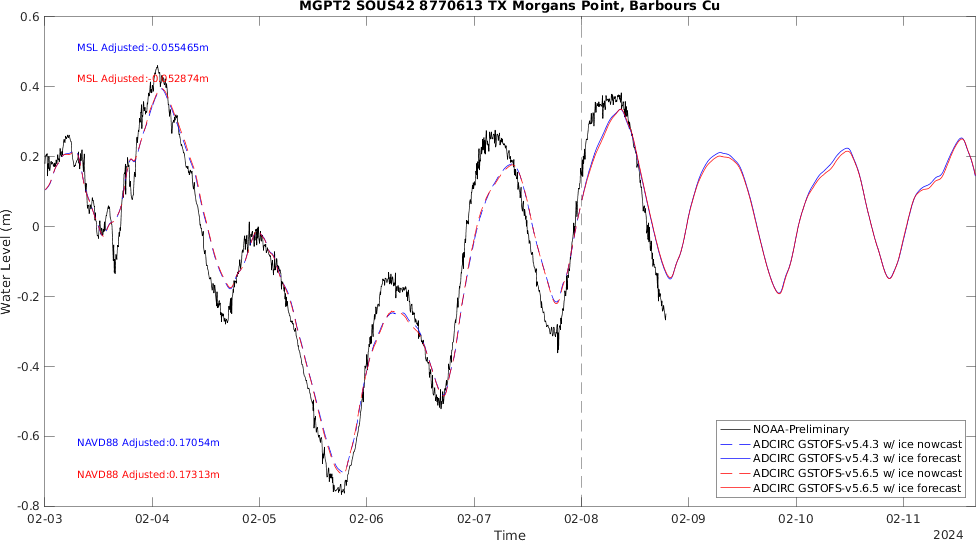 MGPT2 SOUS42 8770613 TX Morgans Point, Barbours Cu
0.6
MSL Adjusted:-0.055465m
MSL Adjusted:-0.052874m
0.4
0.2
0
-0.2
-0.4
-0.6
-0.8
Water Level (m)
NAVD88 Adjusted:0.17054m
NAVD88 Adjusted:0.17313m
NOAA-Preliminary
ADCIRC GSTOFS-v5.4.3 w/ ice nowcast
ADCIRC GSTOFS-v5.4.3 w/ ice forecast
ADCIRC GSTOFS-v5.6.5 w/ ice nowcast
ADCIRC GSTOFS-v5.6.5 w/ ice forecast
02-03 02-04 02-05 02-06 02-07 02-08 02-09 02-10 02-11
Time
2024